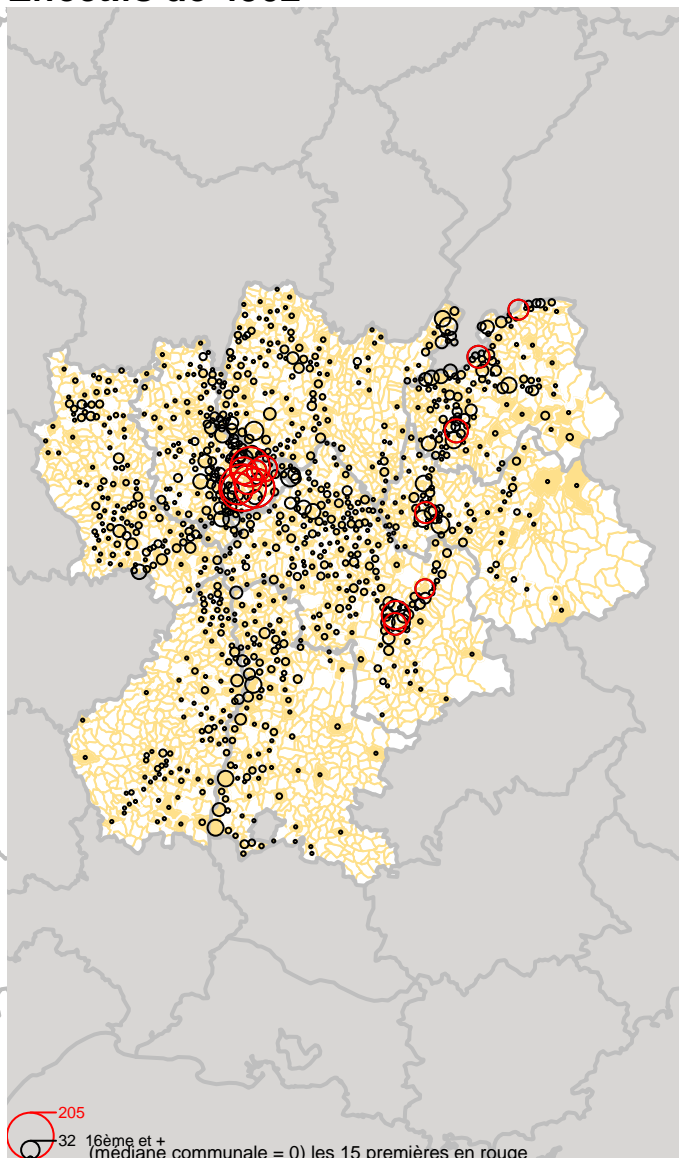 205
32 16ème et +
(médiane communale = 0) les 15 premières en rouge